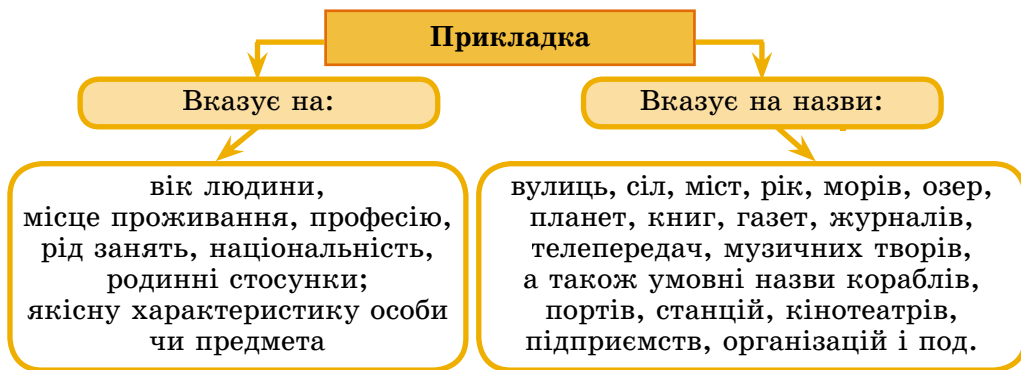 Прикладка
Вказує на:
вік людини,
місце проживання, професію,
рід занять, національність,
родинні стосунки;
якісну характеристику особи
чи предмета
Вказує на назви:
вулиць, сіл, міст, рік, морів, озер,
планет, книг, газет, журналів,
телепередач, музичних творів,
а також умовні назви кораблів,
портів, станцій, кінотеатрів,
підприємств, організацій і под.